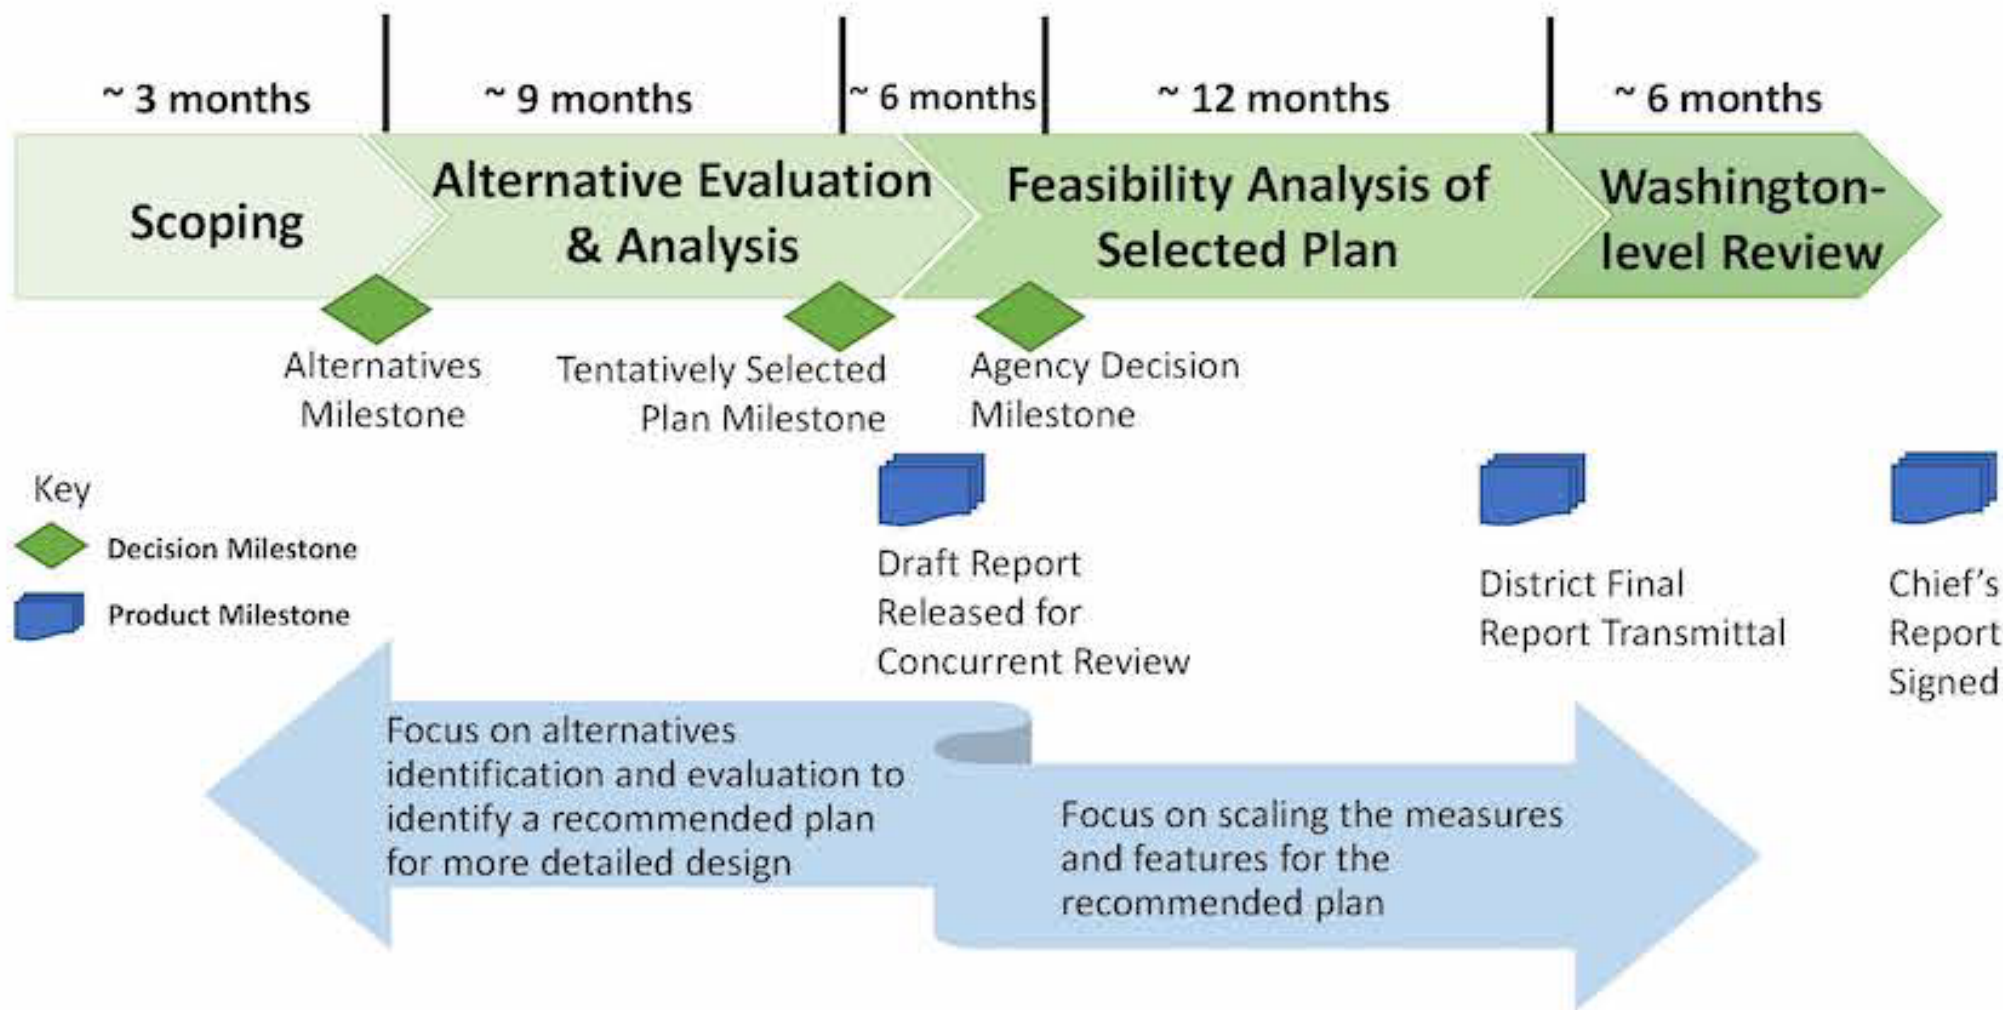 ~ 3 months
~ 9 months
~ 6 months
~ 12 months
~ 6 months
Scoping
Alternative Evaluation
& Analysis
Feasibility Analysis of
Selected Plan
Washington-
level Review
Alternatives
Milestone
Tentatively Selected
Plan Milestone
Agency Decision
Milestone
Key
Decision Milestone
Product Milestone
Draft Report
Released for
Concurrent Review
District Final
Report Transmittal
Chief's
Report
Signed
Focus on alternatives
identification and evaluation to
identify a recommended plan
for more detailed design
Focus on scaling the measures
and features for the
recommended plan